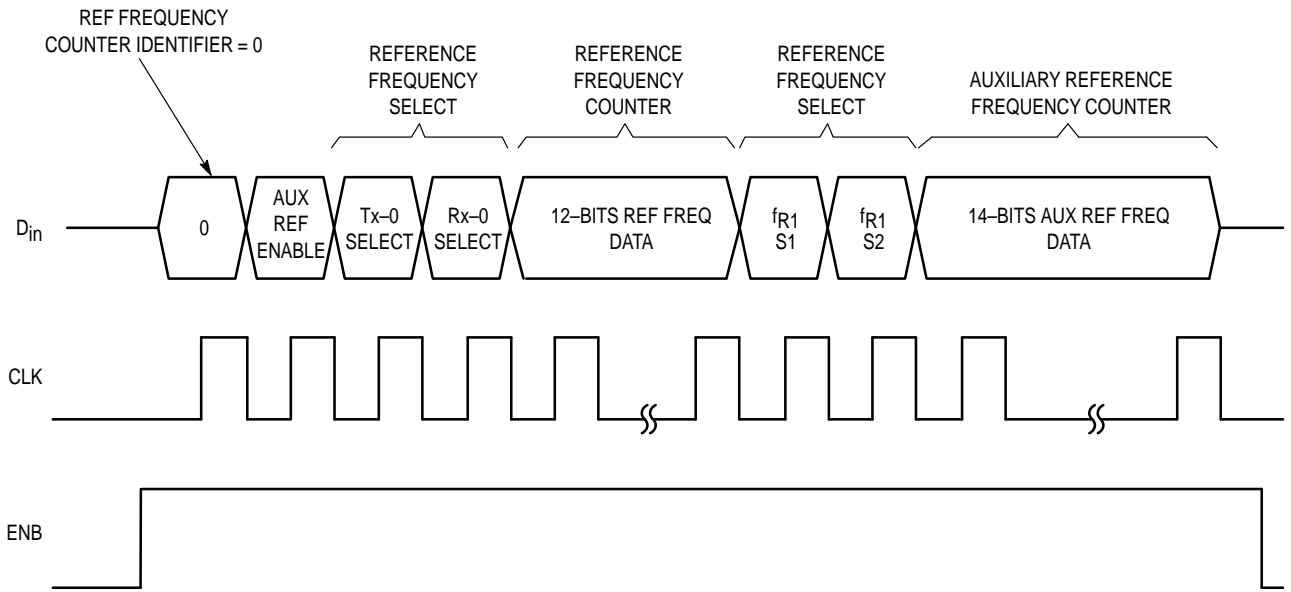 REF FREQUENCY
COUNTER IDENTIFIER = 0
REFERENCE
FREQUENCY
SELECT
REFERENCE
FREQUENCY
COUNTER
REFERENCE
FREQUENCY
SELECT
AUXILIARY REFERENCE
FREQUENCY COUNTER
Din
0
AUX
REF
ENABLE
Tx–0
SELECT
Rx–0
SELECT
12–BITS REF FREQ
DATA
fR1
S1
fR1
S2
14–BITS AUX REF FREQ
DATA
CLK
ENB